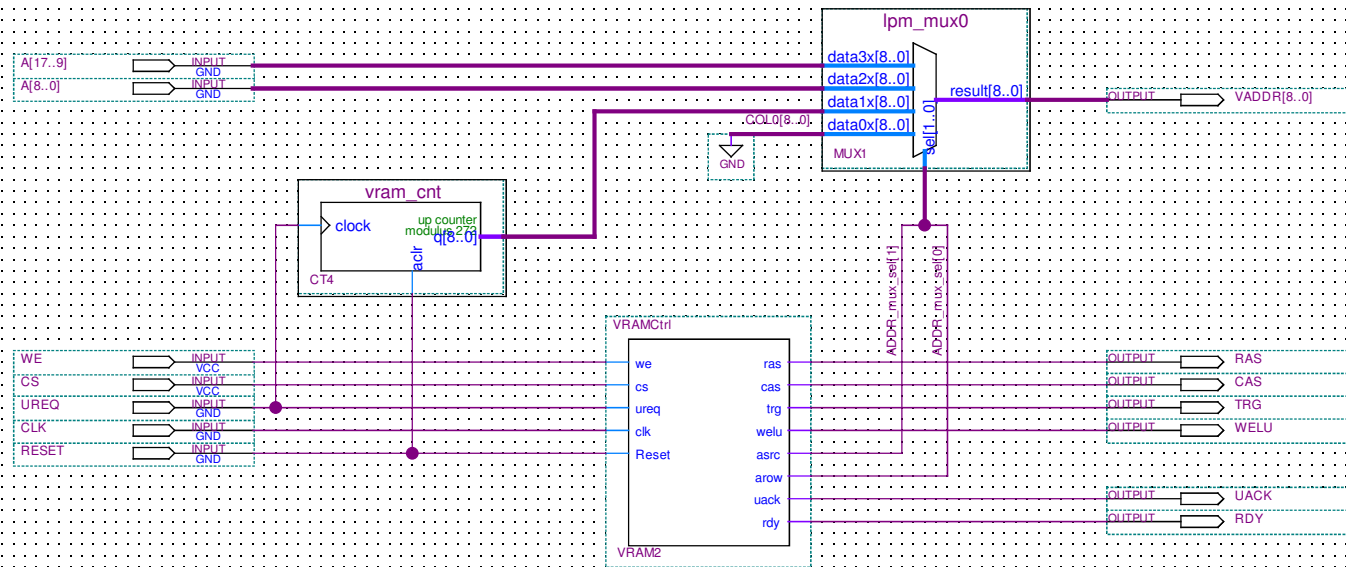 lpm_mux0
A[17..9] INPUT GND data3x[8..0]
A[8..0] INPUT GND data2x[8..0]
result[8..0] OUTPUT VADDR[8..0]
data1x[8..0]
COL0[8..0] data0x[8..0]
sel[1..0]
GND
MUX1
vram_cnt
up counter
modulus 273
clock
q[8..0]
aclr
CT4
ADDR_mux_sel[1]
ADDR_mux_sel[0]
VRAMCtrl
WE INPUT VCC we ras OUTPUT RAS
CS INPUT VCC cs cas OUTPUT CAS
UREQ INPUT GND ureq trg OUTPUT TRG
CLK INPUT GND clk welu OUTPUT WELU
RESET INPUT GND Reset asrc
arow
uack OUTPUT UACK
rdy OUTPUT RDY
VRAM2